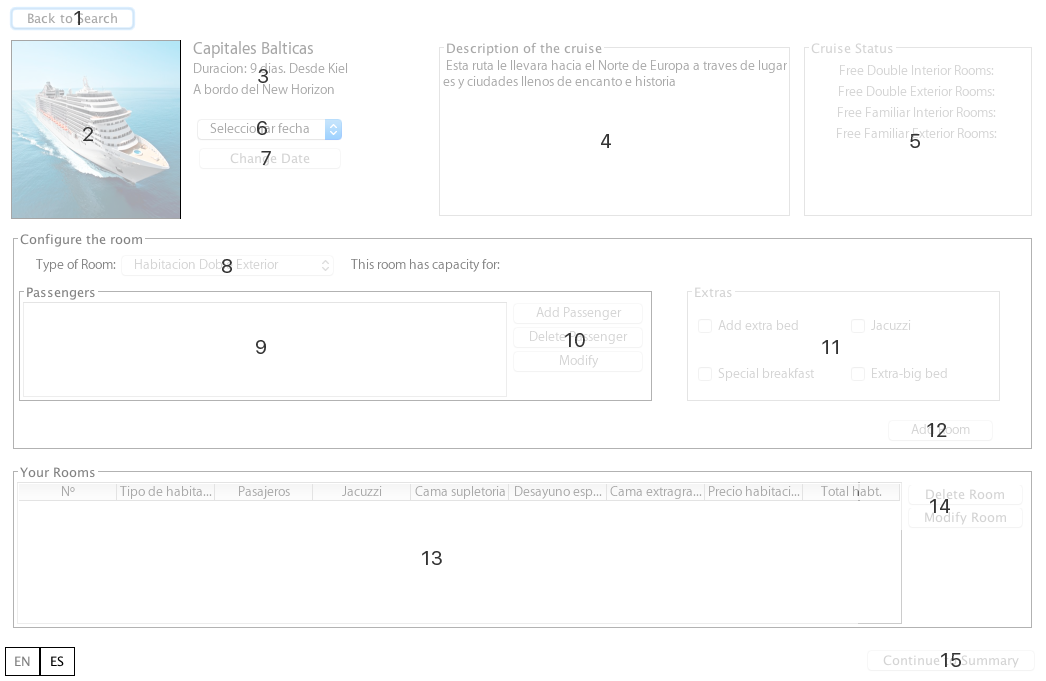 Back to Search
1
Capitales Balticas
Duracion: 9 dias. Desde Kiel
3
A bordo del New Horizon
2
Seleccionar fecha
6
Change Date
7
Description of the cruise
Esta ruta le llevara hacia el Norte de Europa a traves de lugar
es y ciudades llenos de encanto e historia
4
Cruise Status
Free Double Interior Rooms:
Free Double Exterior Rooms:
Free Familiar Interior Rooms:
Free Familiar Exterior Rooms:
5
Configure the room
Type of Room:
Habitacion Doble Exterior
8
This room has capacity for:
Passengers
9
Add Passenger
Delete Passenger
10
Modify
Extras
Add extra bed
Jacuzzi
11
Special breakfast
Extra-big bed
Add Room
12
Your Rooms
Nº Tipo de habita... Pasajeros Jacuzzi Cama supletoria Desayuno esp... Cama extragra... Precio habitaci... Total habt.
13
Delete Room
14
Modify Room
EN ES
Continue to Summary
15